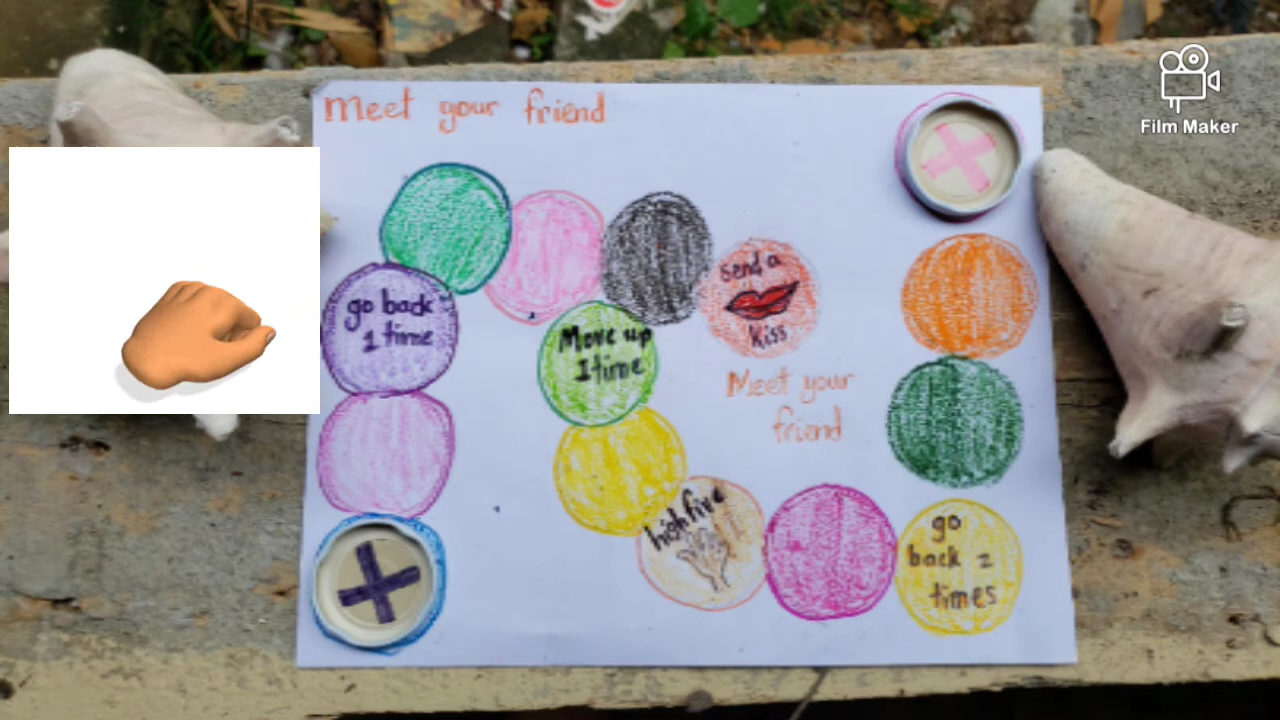 Meet your friend
Film Maker
send a
kiss
go back
1 time
Move up
1 time
Meet your
friend
high five
go
back 2
times